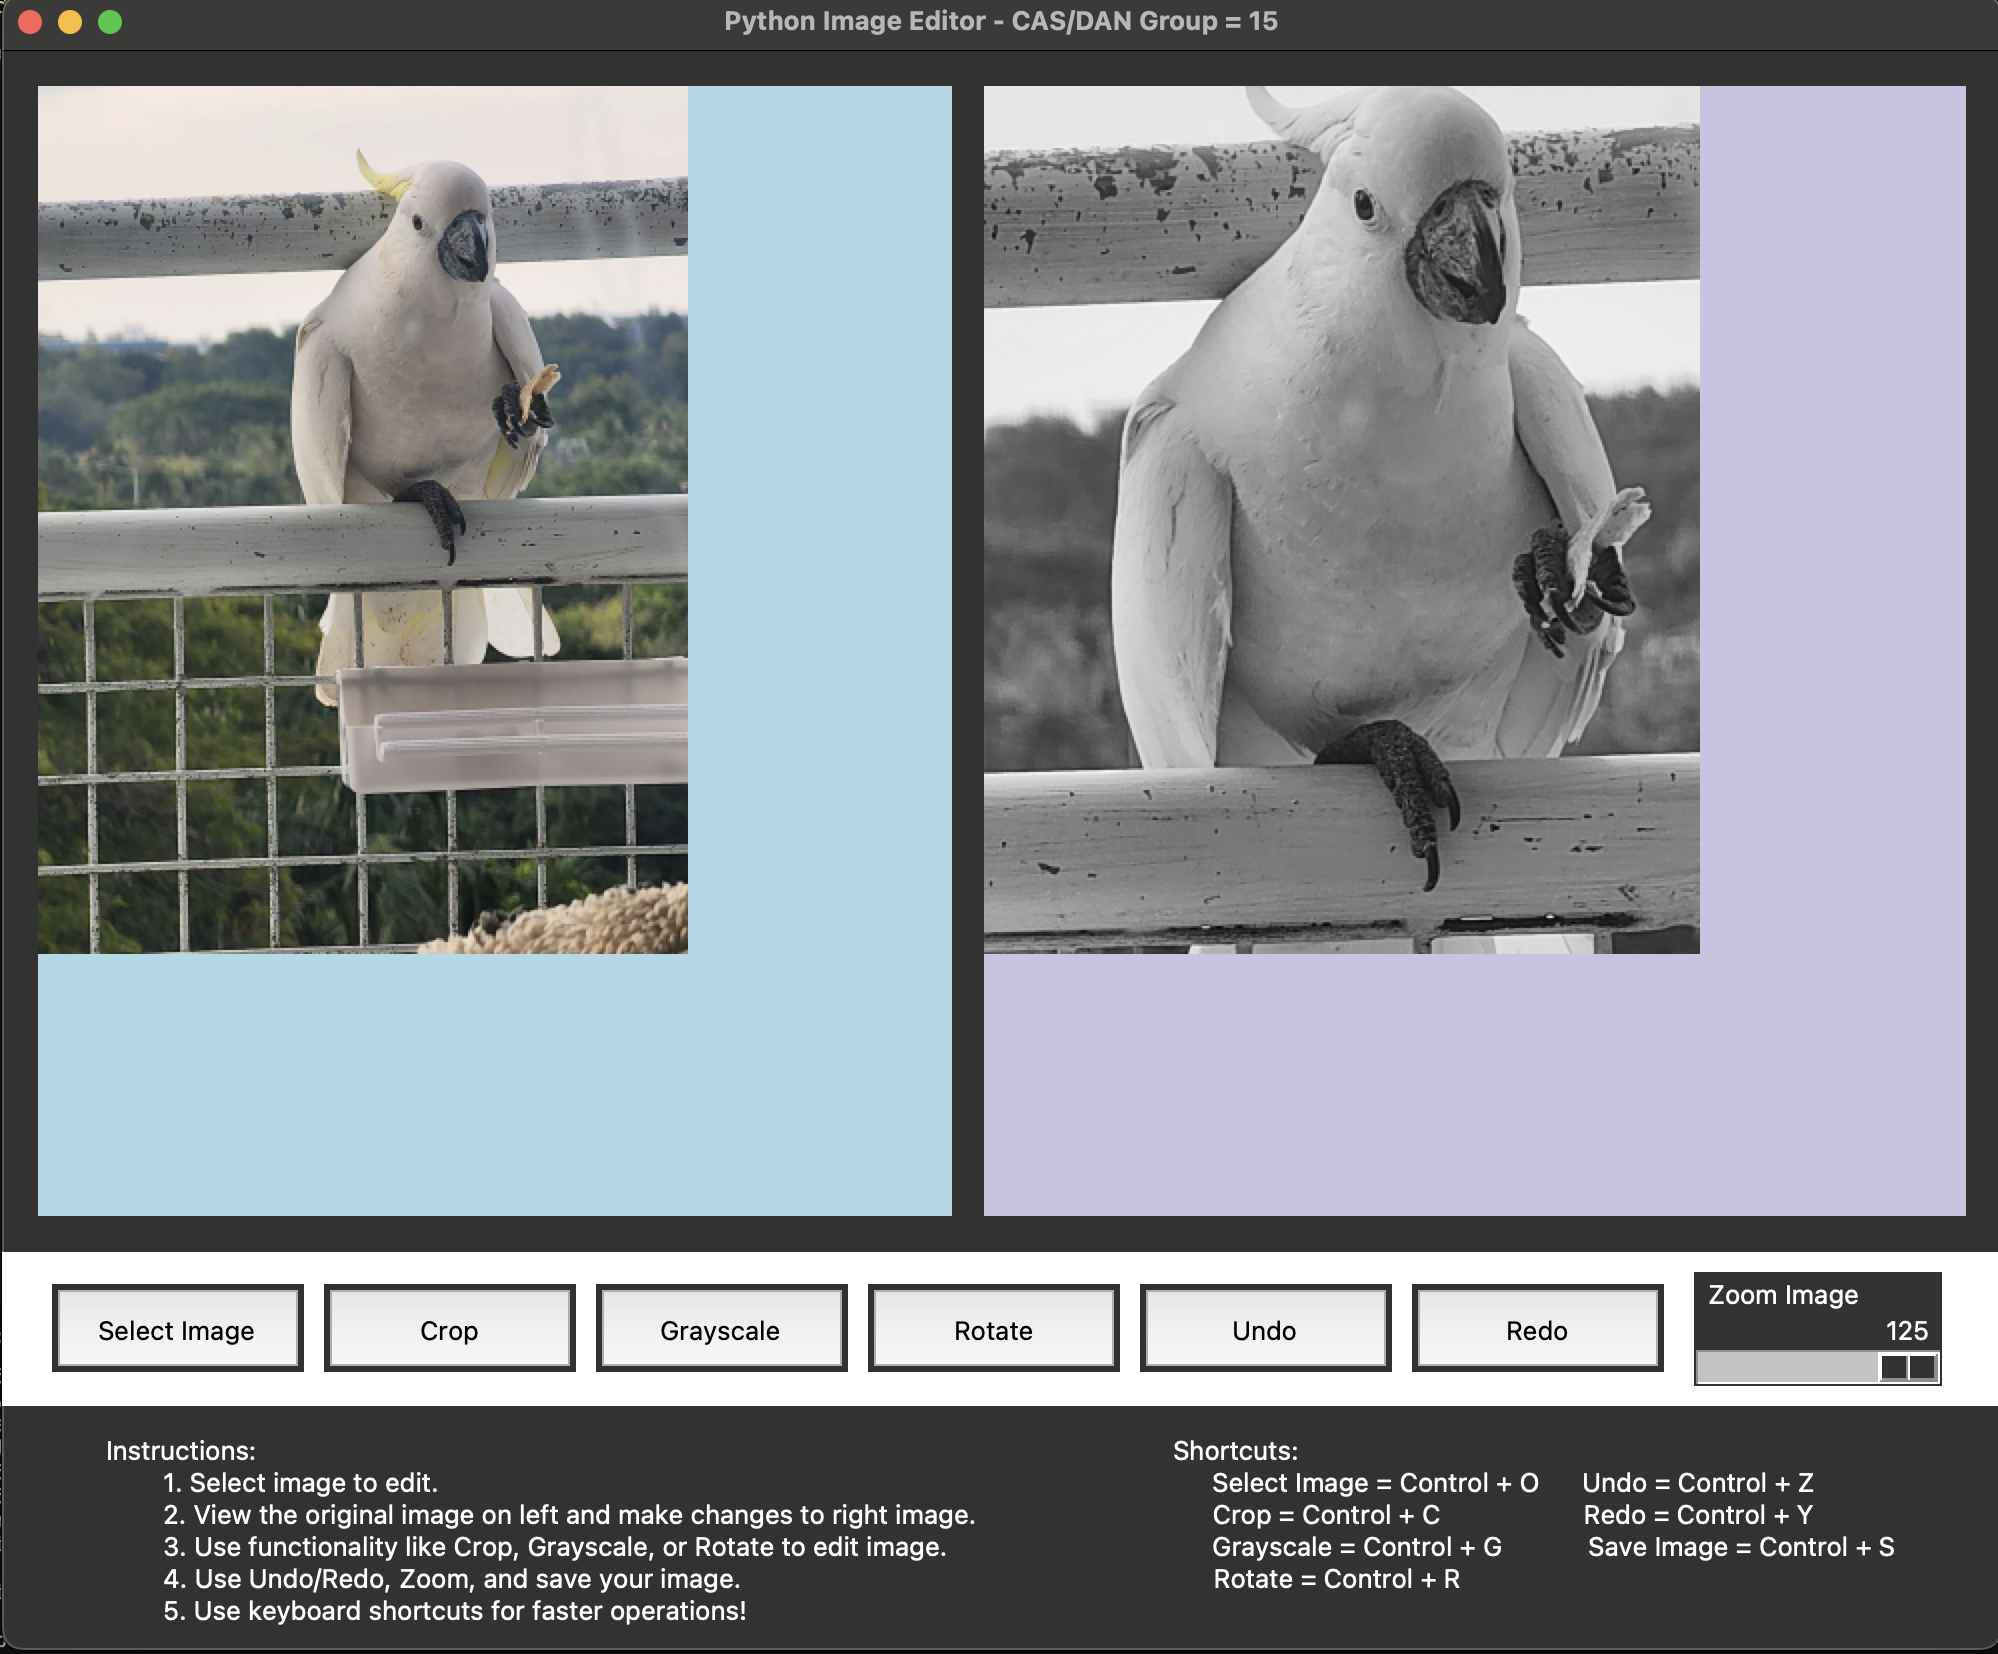 Python Image Editor - CAS/DAN Group = 15
Select Image
Crop
Grayscale
Rotate
Undo
Redo
Zoom Image
125
Instructions:
1. Select image to edit.
2. View the original image on left and make changes to right image.
3. Use functionality like Crop, Grayscale, or Rotate to edit image.
4. Use Undo/Redo, Zoom, and save your image.
5. Use keyboard shortcuts for faster operations!
Shortcuts:
Select Image = Control + O Undo = Control + Z
Crop = Control + C Redo = Control + Y
Grayscale = Control + G Save Image = Control + S
Rotate = Control + R